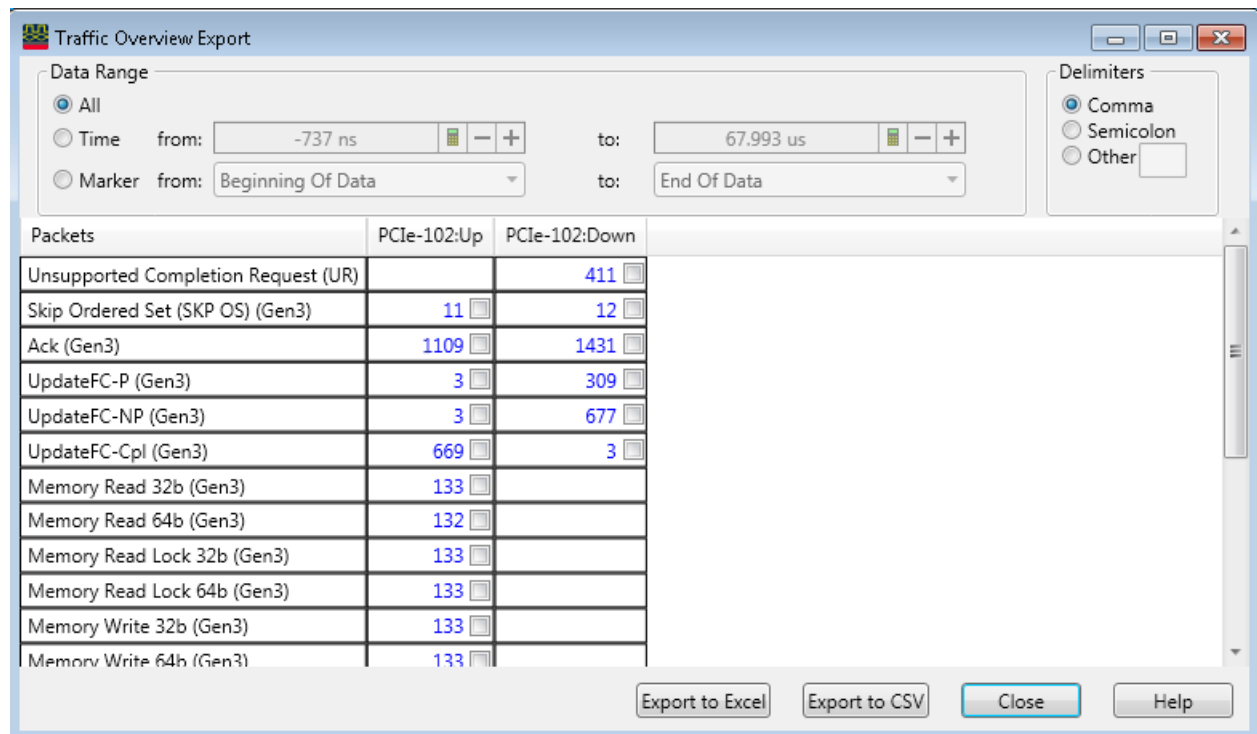 Traffic Overview Export
Data Range
All
Time from: -737 ns to: 67.993 us
Marker from: Beginning Of Data to: End Of Data
Delimiters
Comma
Semicolon
Other
Packets PCIe-102:Up PCIe-102:Down
Unsupported Completion Request (UR) 411
Skip Ordered Set (SKP OS) (Gen3) 11 12
Ack (Gen3) 1109 1431
UpdateFC-P (Gen3) 3 309
UpdateFC-NP (Gen3) 3 677
UpdateFC-Cpl (Gen3) 669 3
Memory Read 32b (Gen3) 133
Memory Read 64b (Gen3) 132
Memory Read Lock 32b (Gen3) 133
Memory Read Lock 64b (Gen3) 133
Memory Write 32b (Gen3) 133
Memory Write 64b (Gen3) 133
Export to Excel Export to CSV Close Help